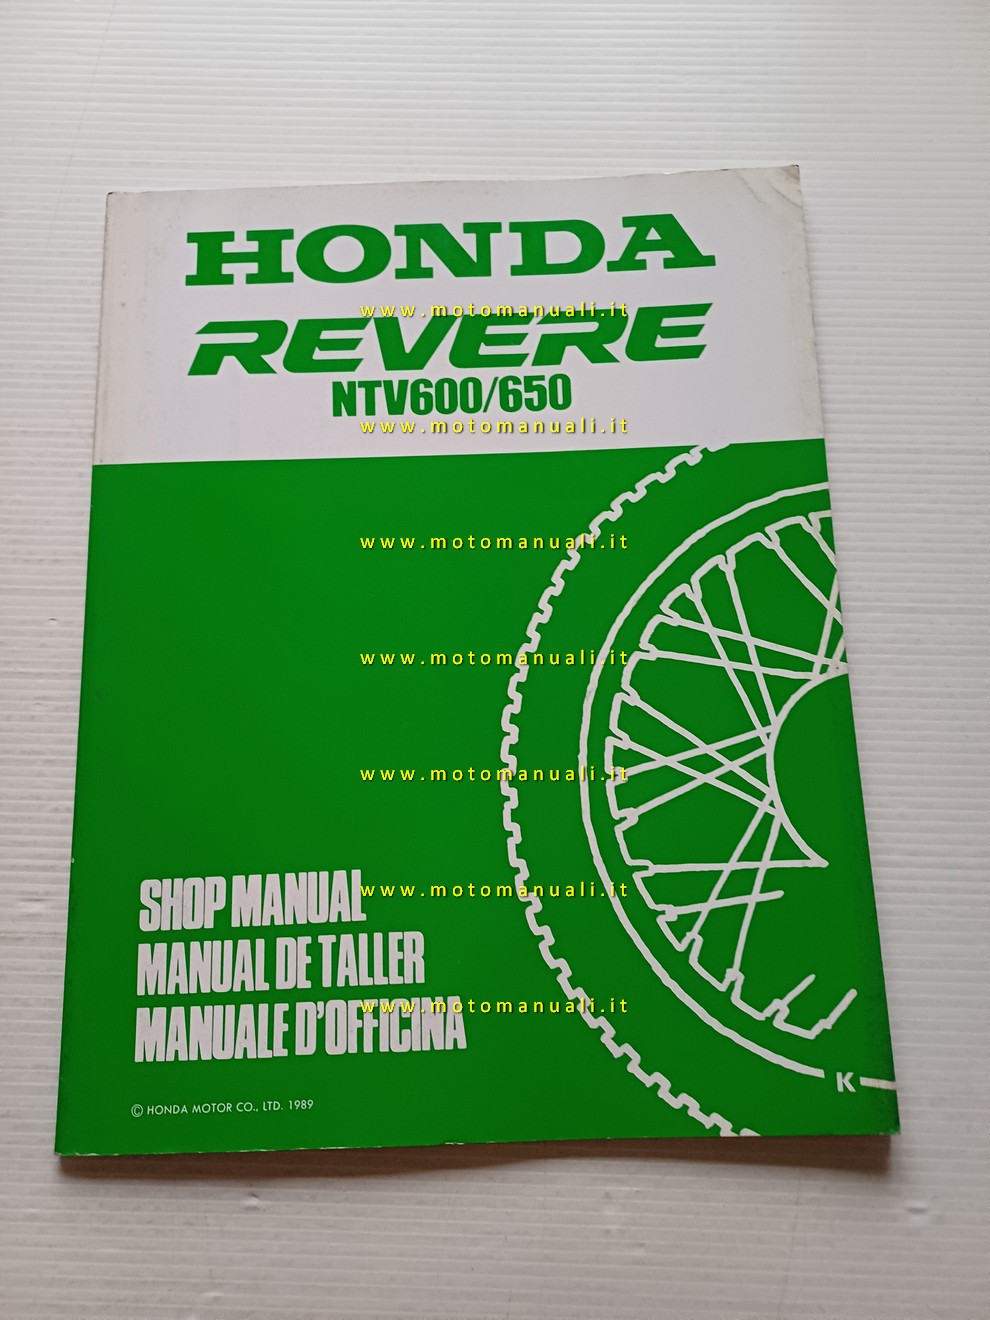 HONDA
www.motomanuali.it
REVERE
NTV600/650
www.motomanuali.it
www.motomanuali.it
www.motomanuali.it
www.motomanuali.it
SHOP MANUAL
www.motomanuali.it
MANUAL DE TALLER
MANUALE D'OFFICINA
www.motomanuali.it
K
© HONDA MOTOR CO., LTD. 1989